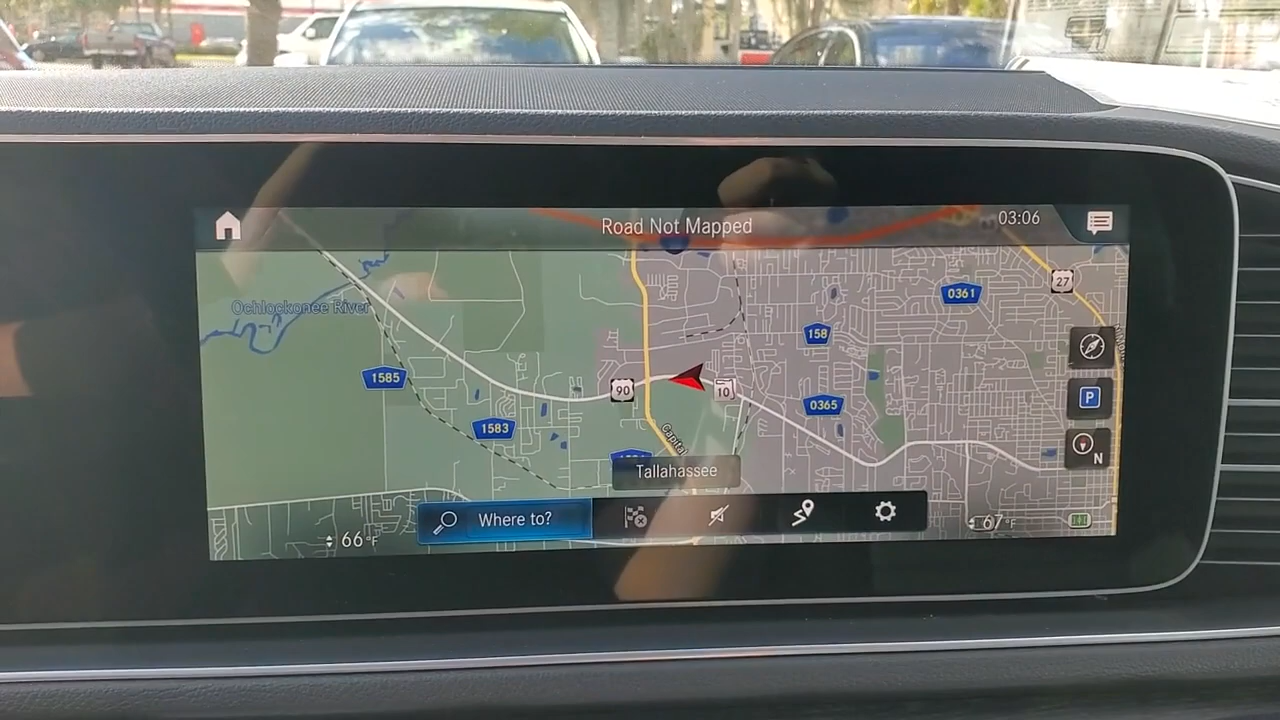 Road Not Mapped
03:06
27
0361
Ochlockonee River
158
1585
90
10
0365
P
1583
Capital
N
Tallahassee
Where to?
66°F
67°F